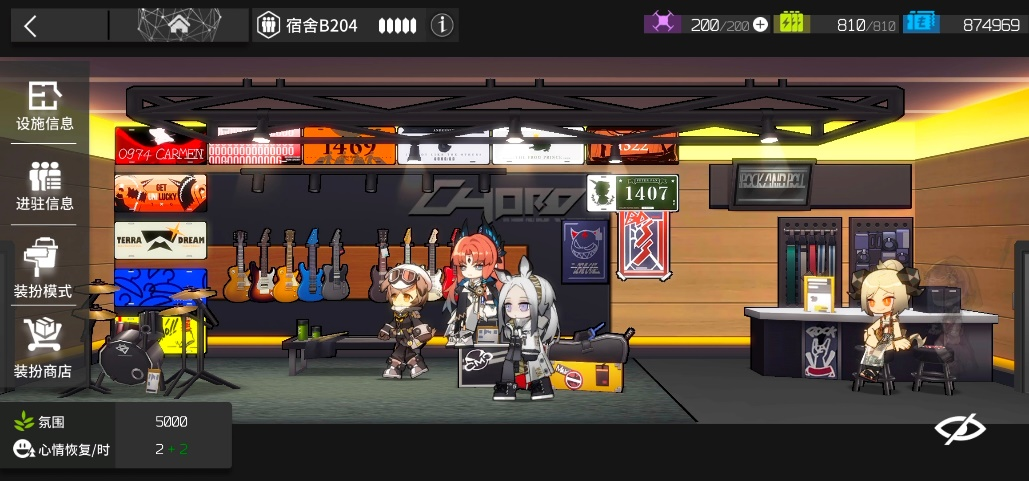 宿舍B204
200/200
810/810
874969
设施信息
进驻信息
装扮模式
装扮商店
0974 CARMEN
1469
522
GET
LUCKY
1407
ROCK AND ROLL
TERRA DREAM
氛围 5000
心情恢复/时 2 + 2